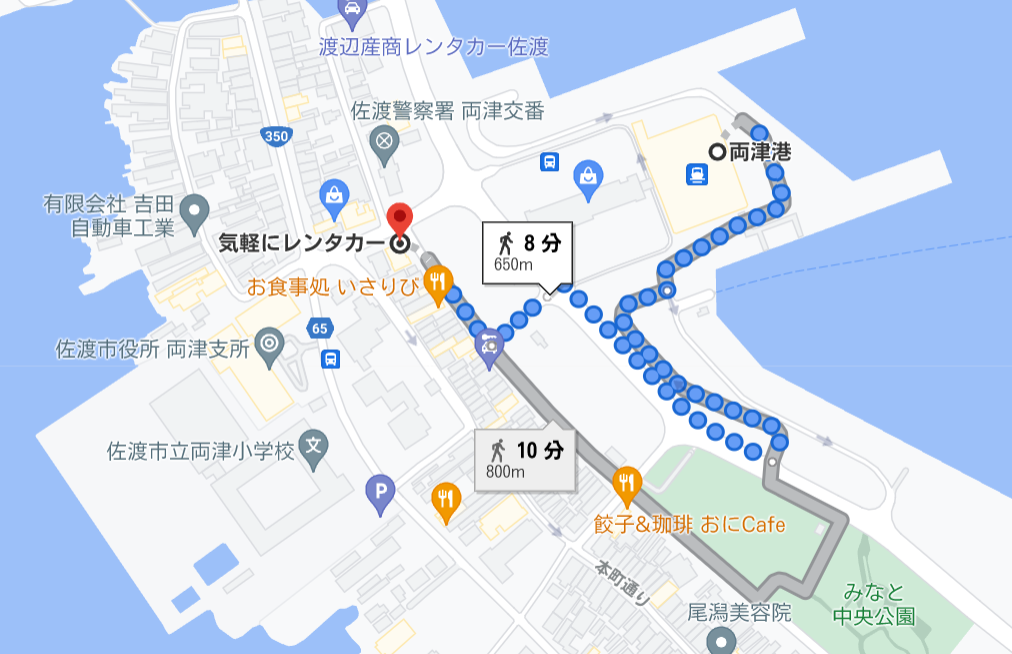 渡辺産商レンタカー佐渡
佐渡警察署 両津交番
350
両津港
有限会社 吉田
自動車工業
気軽にレンタカー
8 分
650m
お食事処 いさりび
65
佐渡市役所 両津支所
佐渡市立両津小学校
文
10 分
800m
P
餃子&珈琲 おにCafe
本町通り
みなと
中央公園
尾潟美容院